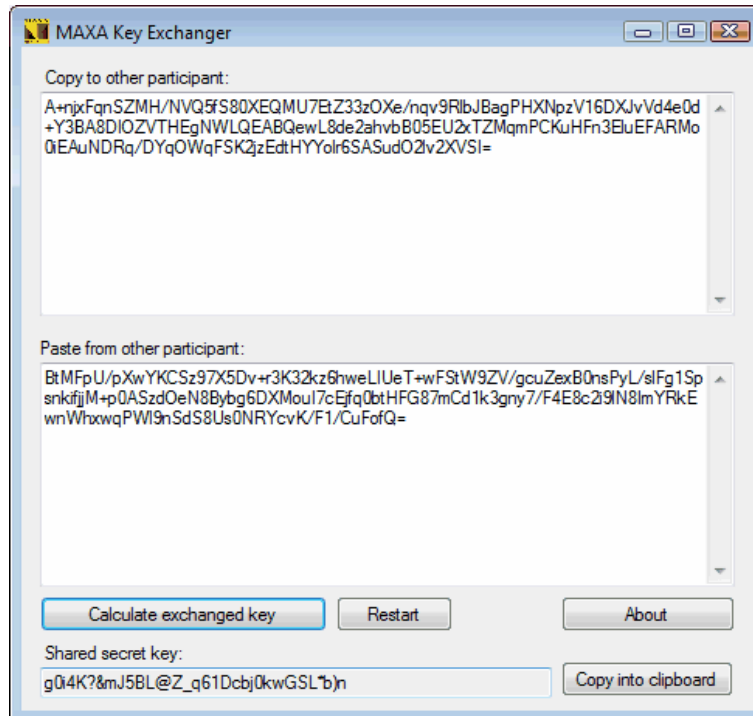 MAXA Key Exchanger
Copy to other participant:
A+njxFqnSZMH/NVQ5fS80XEQMU7EtZ33zOXe/nqv9RlbJBagPHXNpzV16DXJvVd4e0d
+Y3BA8DIOZVTHEgNWLQEABQewL8de2ahvbB05EU2xTZMqmPCKuHFn3EluEFARMo
0iEAuNDRq/DYqOWqFSK2jzEdtHYYolr6SASudO2Iv2XVSI=
Paste from other participant:
BtMFpU/pXwYKCSz97X5Dv+r3K32kz6hweLIUeT+wFStW9ZV/gcuZexB0nsPyL/slFg1Sp
snkifjjM+p0ASzdOeN8Bybg6DXMouI7cEjfq0btHFG87mCd1k3gny7/F4E8c2i9lN8ImYRkE
wnWhxwqPWl9nSdS8Us0NRYcvK/F1/CuFofQ=
Calculate exchanged key
Restart
About
Shared secret key:
g0i4K?&mJ5BL@Z_q61Dcbj0kwGSL*b)n
Copy into clipboard